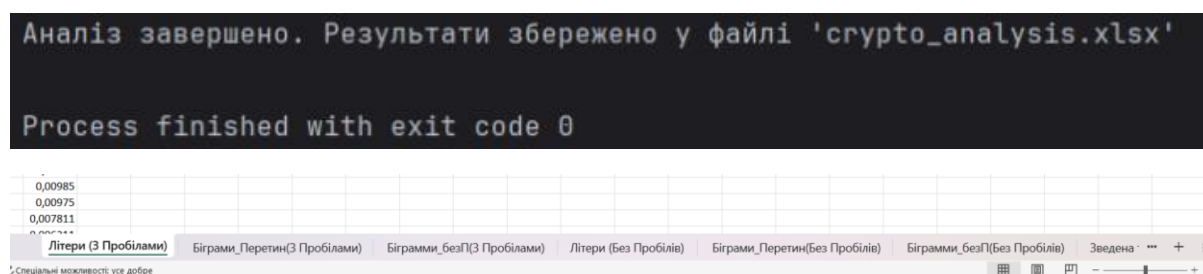 Аналіз завершено. Результати збережено у файлі 'crypto_analysis.xlsx'
Process finished with exit code 0
0,00985
0,00975
0,007811
Літери (З Пробілами) Біграми_Перетин(З Пробілами) Біграмми_безП(З Пробілами) Літери (Без Пробілів) Біграми_Перетин(Без Пробілів) Біграмми_безП(Без Пробілів) Зведена ··· +
Спеціальні можливості: усе добре